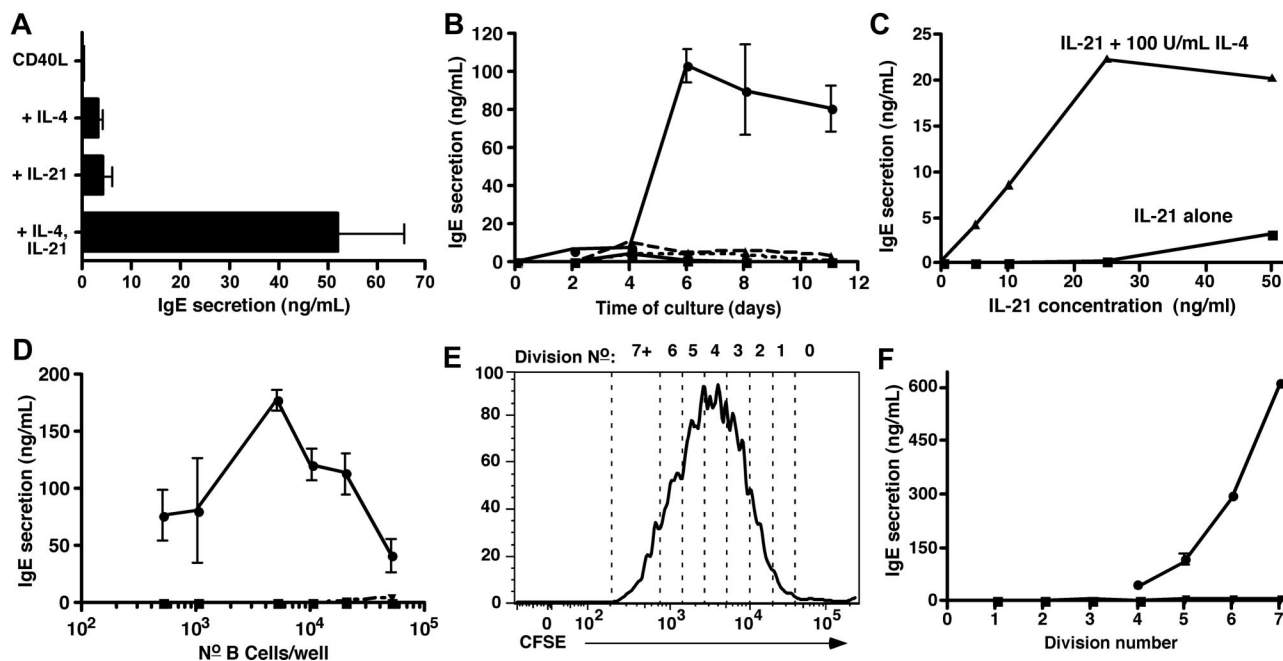 A
CD40L
+ IL-4
+ IL-21
+ IL-4,
IL-21
0 10 20 30 40 50 60 70
IgE secretion (ng/mL)
B
IgE secretion (ng/mL)
120
100
80
60
40
20
0
0 2 4 6 8 10 12
Time of culture (days)
C
IgE secretion (ng/mL)
25
20
15
10
5
0
IL-21 + 100 U/mL IL-4
IL-21 alone
0 10 20 30 40 50
IL-21 concentration (ng/ml)
D
IgE secretion (ng/mL)
200
150
100
50
0
10² 10³ 10⁴ 10⁵
Nº B Cells/well
E
Division Nº: 7+ 6 5 4 3 2 1 0
100
80
60
40
20
0
0 10² 10³ 10⁴ 10⁵
CFSE
F
IgE secretion (ng/mL)
600
450
300
150
0
0 1 2 3 4 5 6 7
Division number